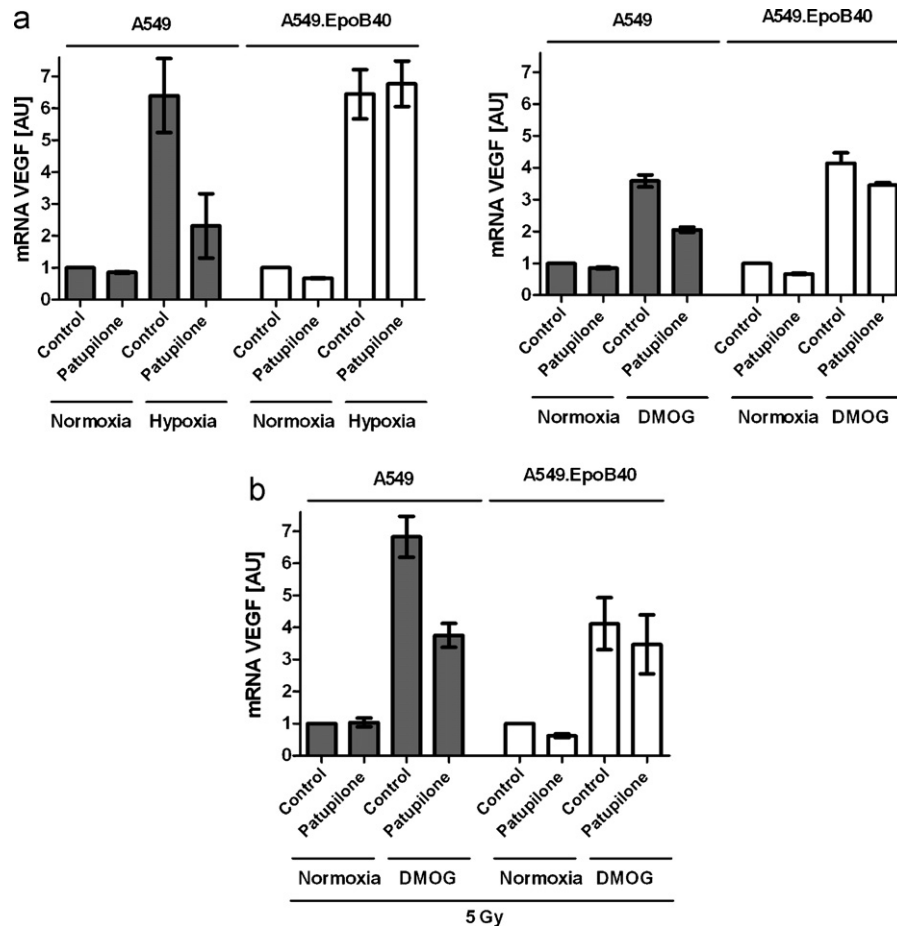 a
A549
A549.EpoB40
mRNA VEGF [AU]
7
6
5
4
3
2
1
0
Control
Patupilone
Control
Patupilone
Control
Patupilone
Control
Patupilone
Normoxia
Hypoxia
Normoxia
Hypoxia
A549
A549.EpoB40
mRNA VEGF [AU]
7
6
5
4
3
2
1
0
Control
Patupilone
Control
Patupilone
Control
Patupilone
Control
Patupilone
Normoxia
DMOG
Normoxia
DMOG
b
A549
A549.EpoB40
mRNA VEGF [AU]
7
6
5
4
3
2
1
0
Control
Patupilone
Control
Patupilone
Control
Patupilone
Control
Patupilone
Normoxia
DMOG
Normoxia
DMOG
5 Gy